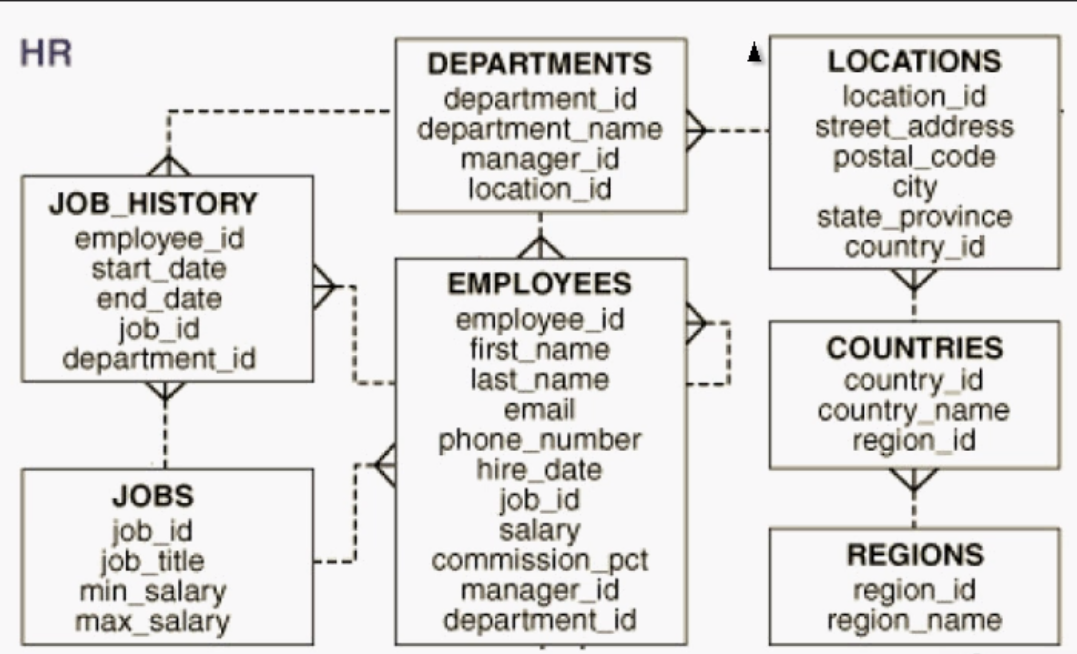 HR
DEPARTMENTS
department_id
department_name
manager_id
location_id
LOCATIONS
location_id
street_address
postal_code
city
state_province
country_id
JOB_HISTORY
employee_id
start_date
end_date
job_id
department_id
EMPLOYEES
employee_id
first_name
last_name
email
phone_number
hire_date
job_id
salary
commission_pct
manager_id
department_id
COUNTRIES
country_id
country_name
region_id
JOBS
job_id
job_title
min_salary
max_salary
REGIONS
region_id
region_name